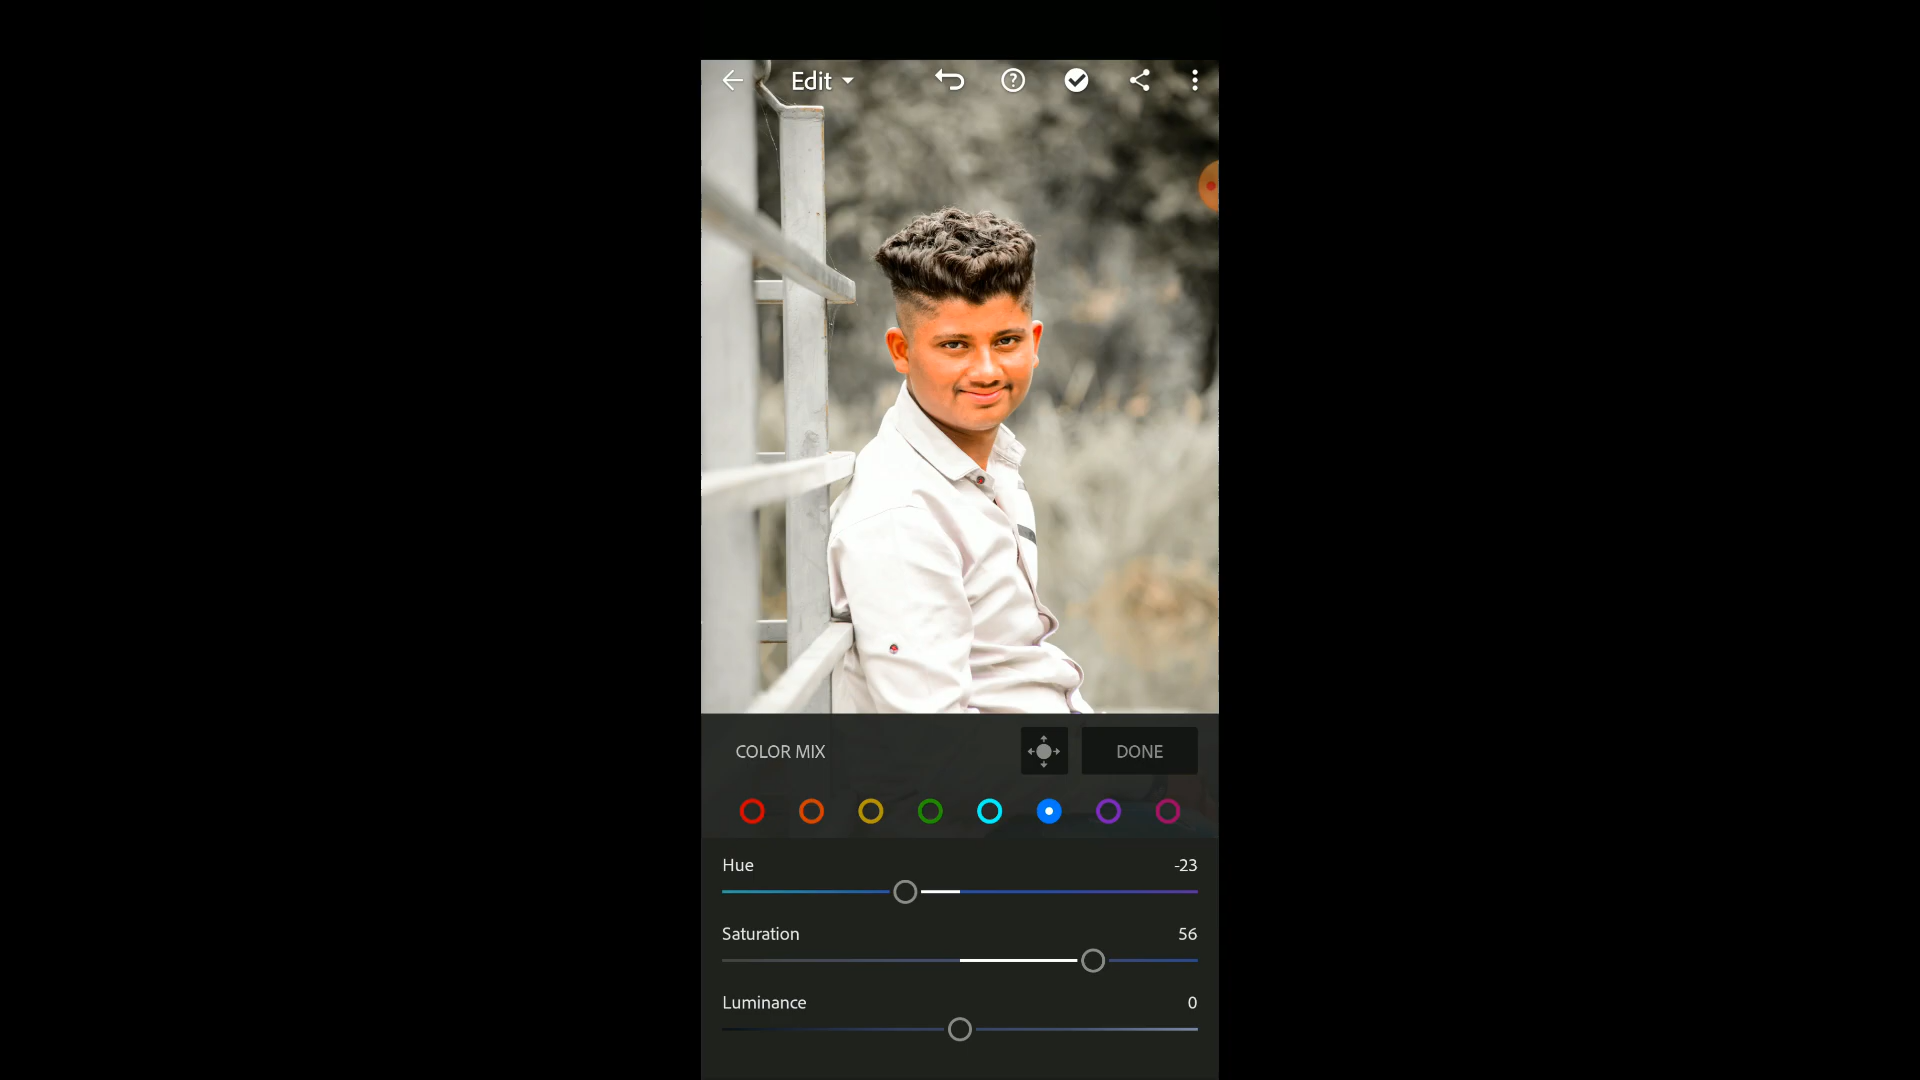 Edit
COLOR MIX
DONE
Hue -23
Saturation 56
Luminance 0